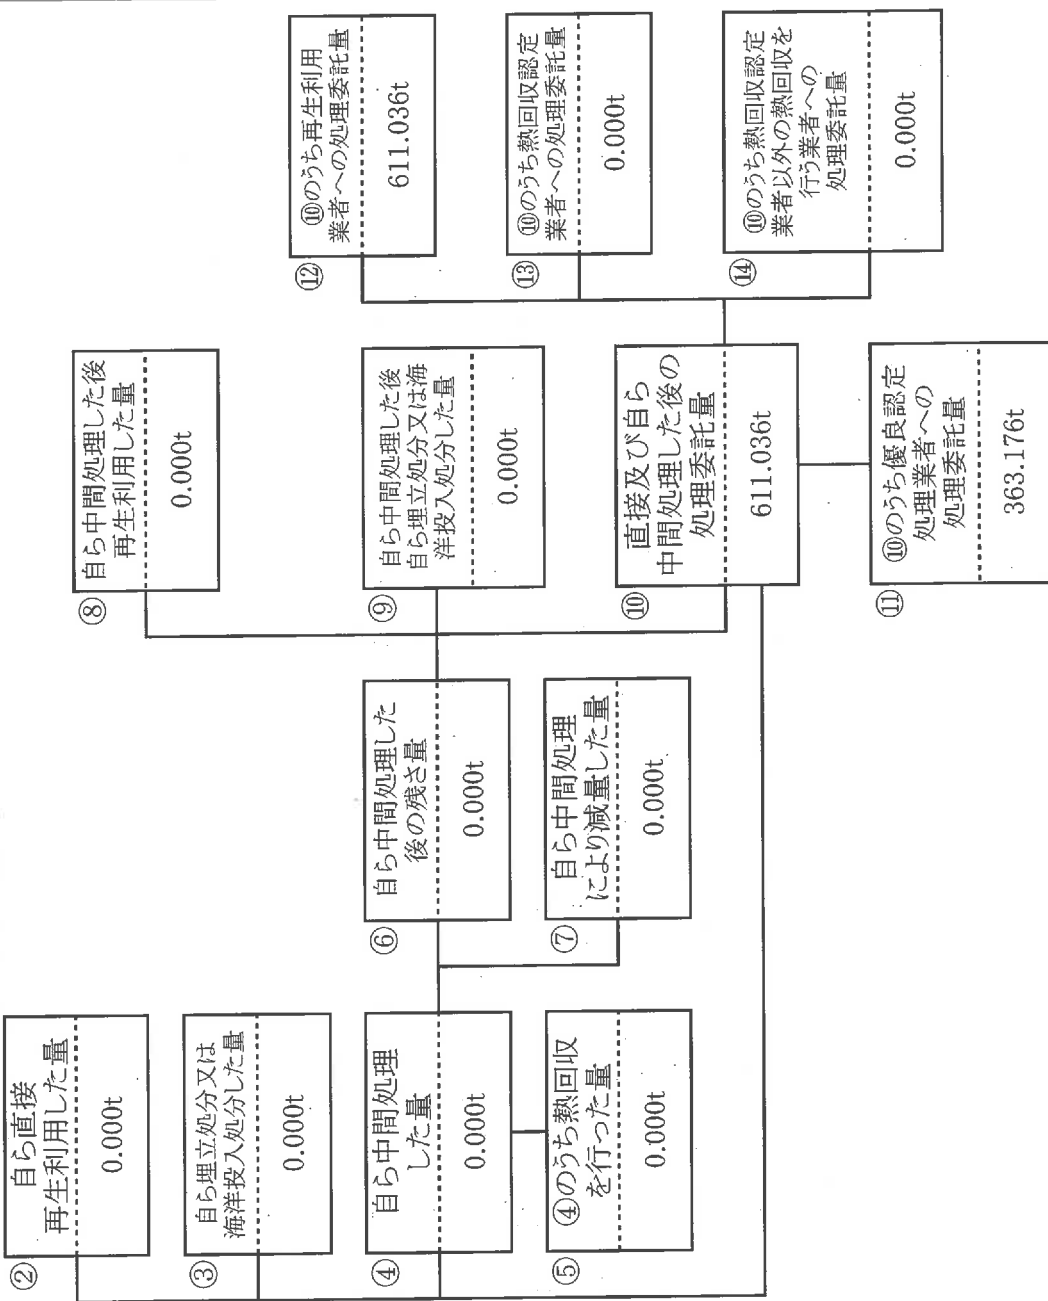 ②
自ら直接
再生利用した量
0.000t
③
自ら埋立処分又は
海洋投入処分した量
0.000t
④
自ら中間処理
した量
0.000t
⑤
④のうち熱回収
を行った量
0.000t
⑥
自ら中間処理した
後の残さ量
0.000t
⑦
自ら中間処理
により減量した量
0.000t
⑧
自ら中間処理した後
再生利用した量
0.000t
⑨
自ら中間処理した後
自ら埋立処分又は海
洋投入処分した量
0.000t
⑩
直接及び自ら
中間処理した後の
処理委託量
611.036t
⑪
⑩のうち優良認定
処理業者への
処理委託量
363.176t
⑫
⑩のうち再生利用
業者への処理委託量
611.036t
⑬
⑩のうち熱回収認定
業者への処理委託量
0.000t
⑭
⑩のうち熱回収認定
業者以外の熱回収を
行う業者への
処理委託量
0.000t